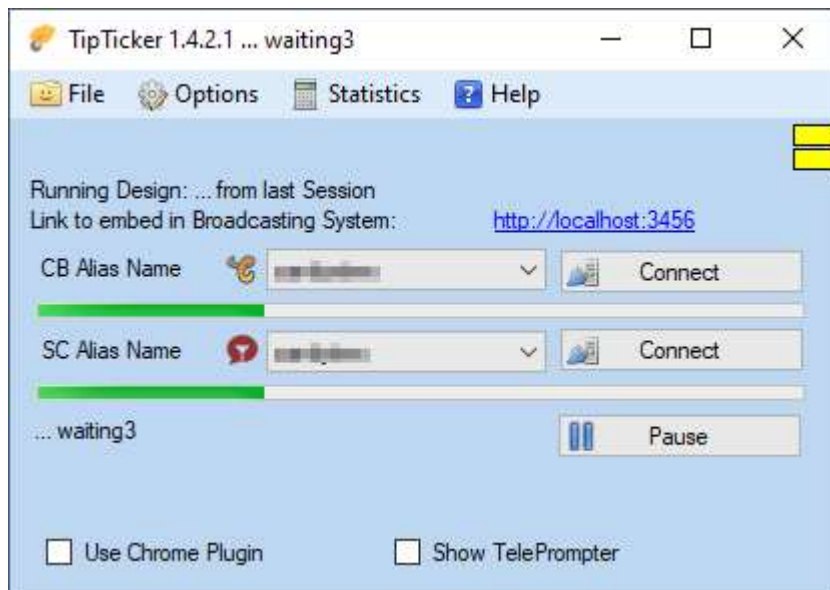 TipTicker 1.4.2.1 ... waiting3
File Options Statistics Help
Running Design: ... from last Session
Link to embed in Broadcasting System: http://localhost:3456
CB Alias Name Connect
SC Alias Name Connect
... waiting3 Pause
Use Chrome Plugin Show TelePrompter